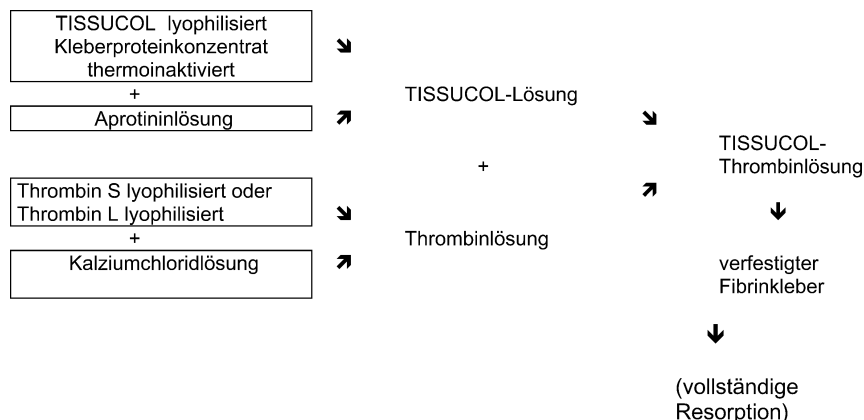 TISSUCOL lyophilisiert
Kleberproteinkonzentrat
thermoinaktiviert
+
Aprotininlösung
TISSUCOL-Lösung
+
Thrombin S lyophilisiert oder
Thrombin L lyophilisiert
+
Kalziumchloridlösung
Thrombinlösung
TISSUCOL-
Thrombinlösung
verfestigter
Fibrinkleber
(vollständige
Resorption)